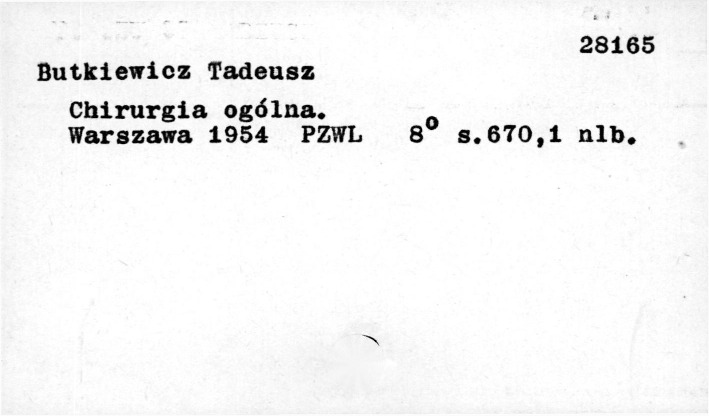 28165
Butkiewicz Tadeusz
Chirurgia ogólna.
Warszawa 1954 PZWL 8⁰ s.670,1 nlb.